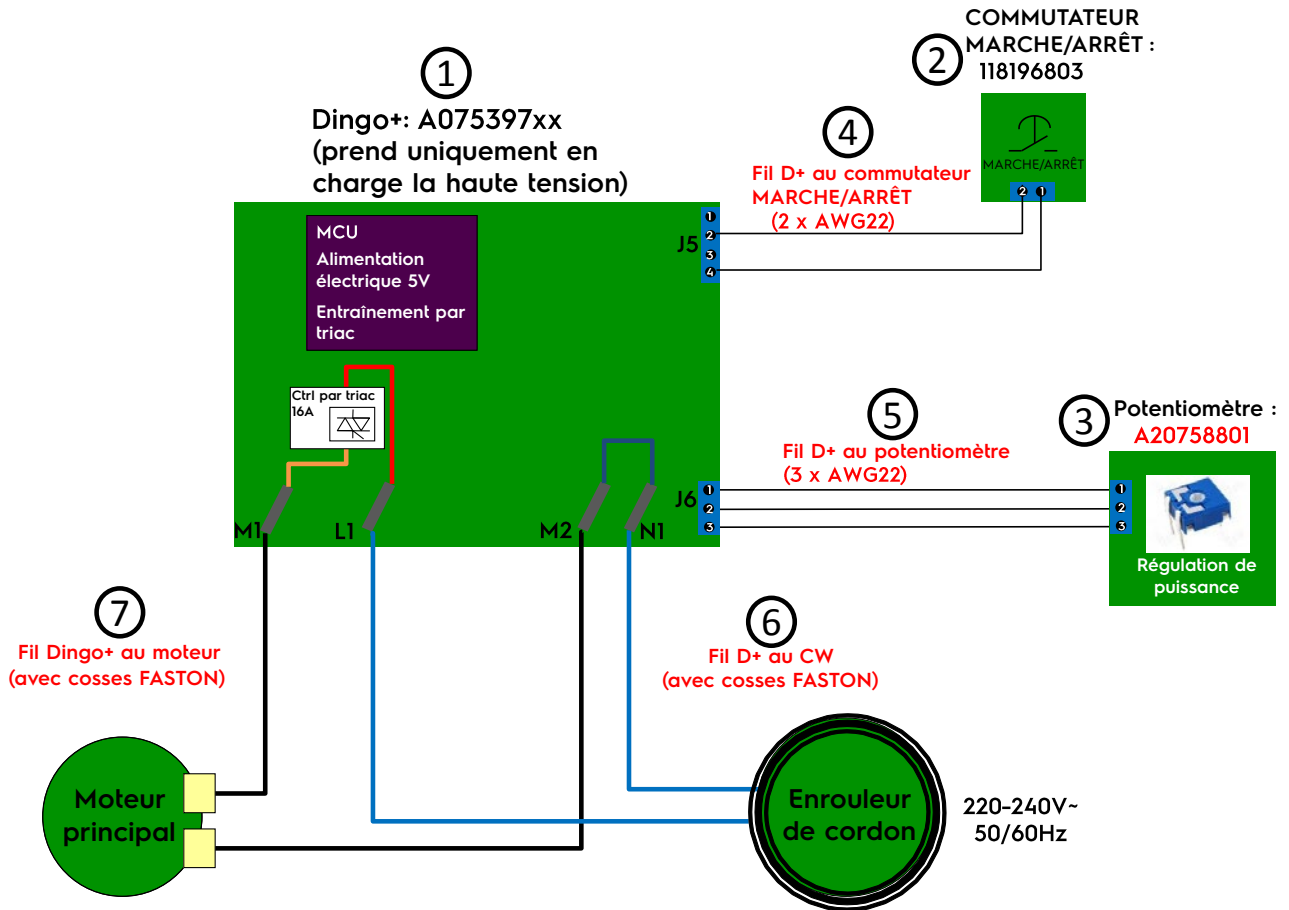 COMMUTATEUR
MARCHE/ARRÊT :
118196803
2
1
Dingo+: A075397xx
(prend uniquement en
charge la haute tension)
4
Fil D+ au commutateur
MARCHE/ARRÊT
(2 x AWG22)
MARCHE/ARRÊT
2 1
MCU
Alimentation
électrique 5V
Entraînement par
triac
J5
1
2
3
4
Ctrl par triac
16A
5
Fil D+ au potentiomètre
(3 x AWG22)
3
Potentiomètre :
A20758801
J6
1
2
3
1
2
3
Régulation de
puissance
M1
L1
M2
N1
7
Fil Dingo+ au moteur
(avec cosses FASTON)
6
Fil D+ au CW
(avec cosses FASTON)
Moteur
principal
Enrouleur
de cordon
220-240V~
50/60Hz